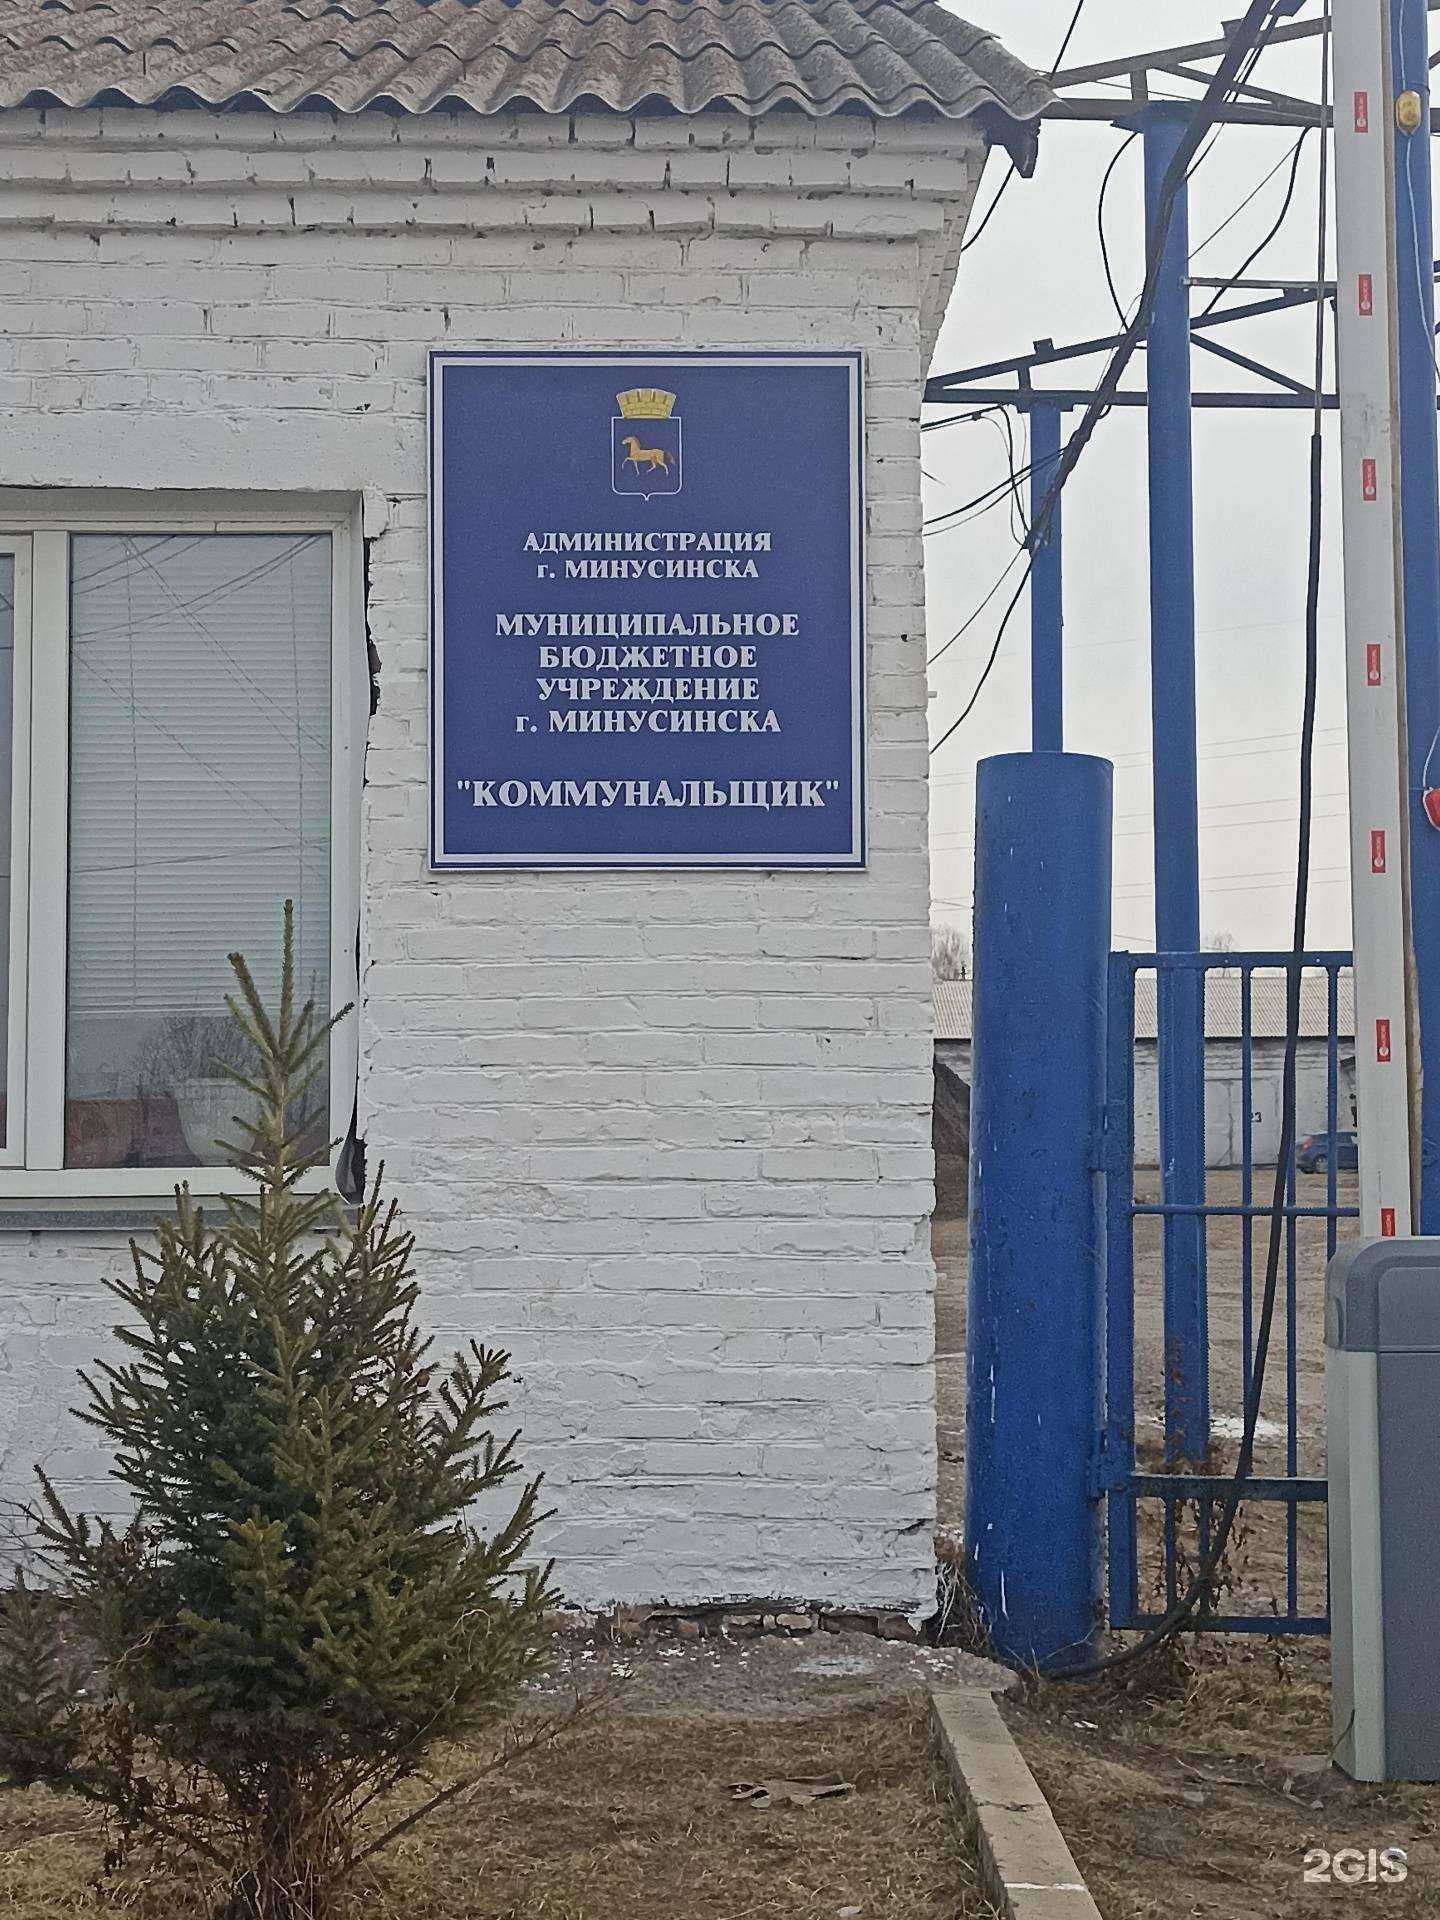 АДМИНИСТРАЦИЯ
г. МИНУСИНСКА
МУНИЦИПАЛЬНОЕ
БЮДЖЕТНОЕ
УЧРЕЖДЕНИЕ
г. МИНУСИНСКА
"КОММУНАЛЬЩИК"
2GIS